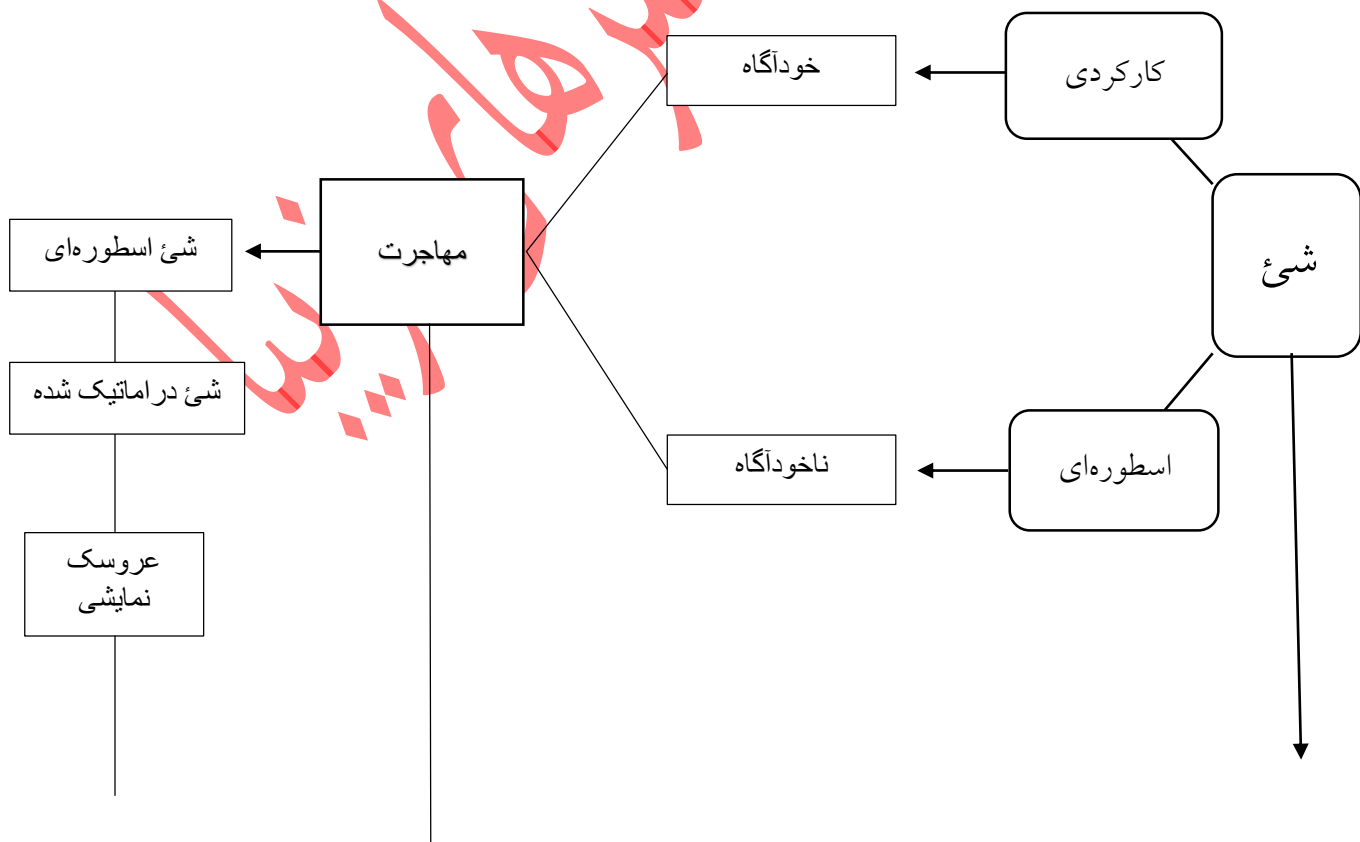 کارکردی
خودآگاه
شئ
مهاجرت
شئ اسطوره‌ای
شئ دراماتیک شده
اسطوره‌ای
ناخودآگاه
عروسک
نمایشی